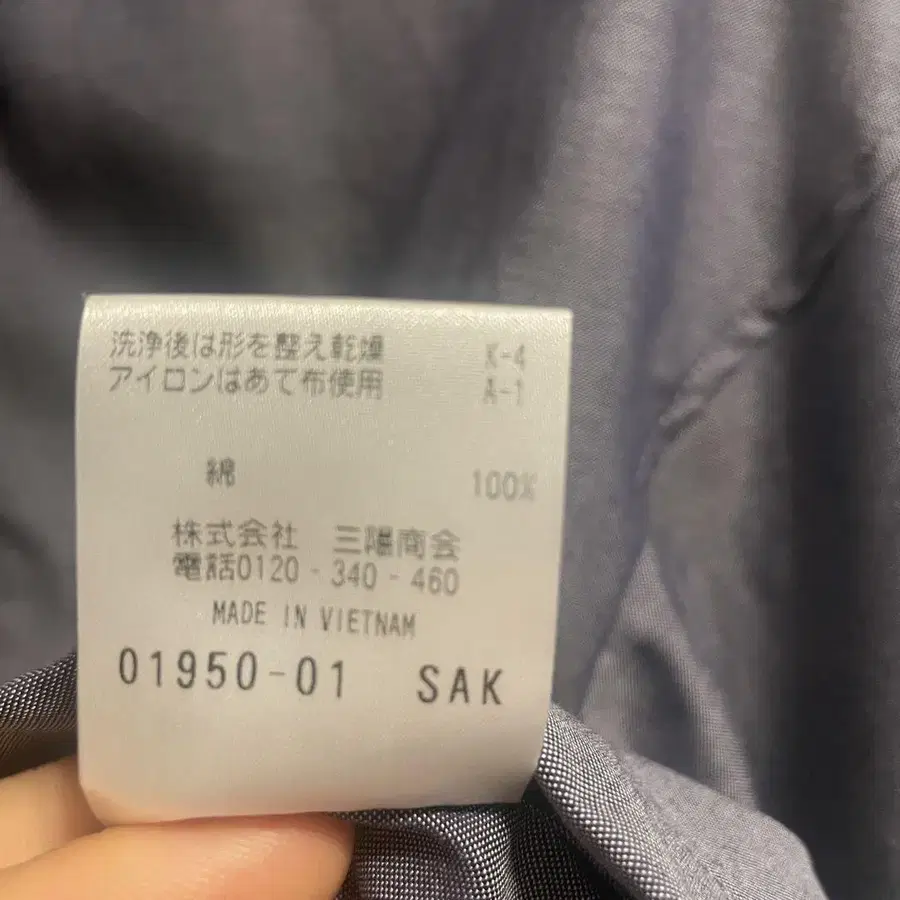 洗浄後は形を整え乾燥 K-4
アイロンはあて布使用 A-1
綿 100%
株式会社 三陽商会
電話0120-340-460
MADE IN VIETNAM
01950-01 SAK